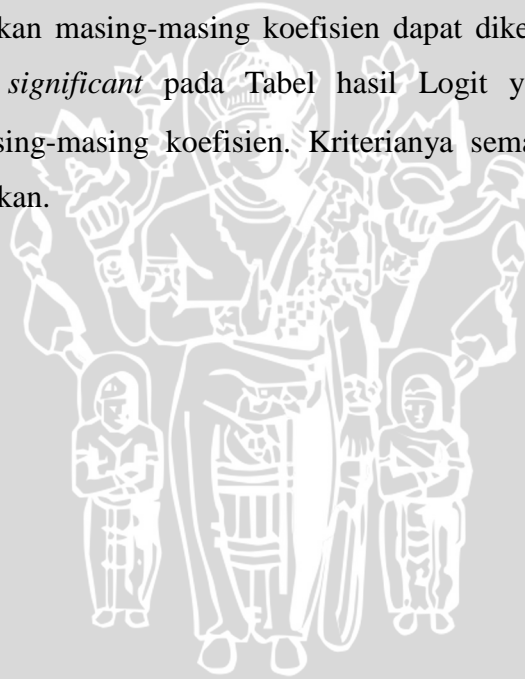 kan masing-masing koefisien dapat dike
significant pada Tabel hasil Logit y
sing-masing koefisien. Kriterianya sema
kan.